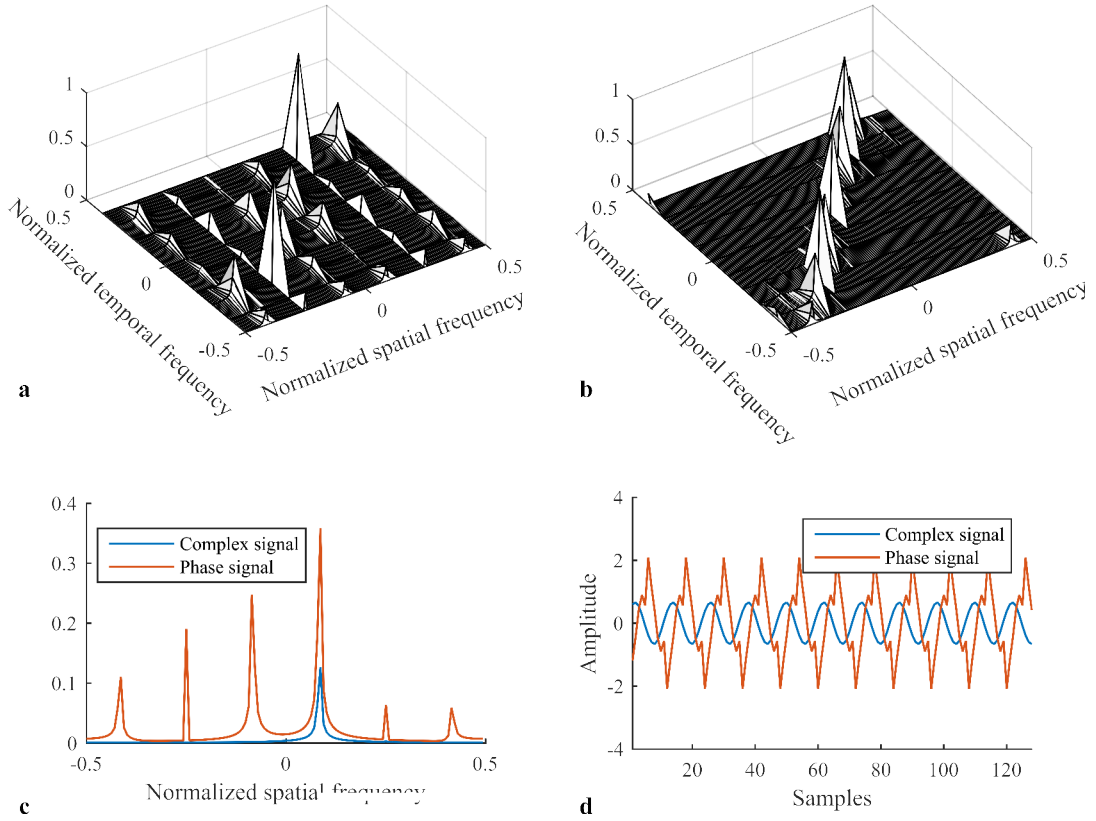 1
0.5
0
0.5
0
-0.5
-0.5
0
0.5
Normalized temporal frequency
Normalized spatial frequency
a
1
0.5
0
0.5
0
-0.5
-0.5
0
0.5
Normalized temporal frequency
Normalized spatial frequency
b
0.4
0.3
0.2
0.1
0
-0.5
0
0.5
Complex signal
Phase signal
Normalized spatial frequency
c
4
2
0
-2
-4
Amplitude
Complex signal
Phase signal
20
40
60
80
100
120
Samples
d